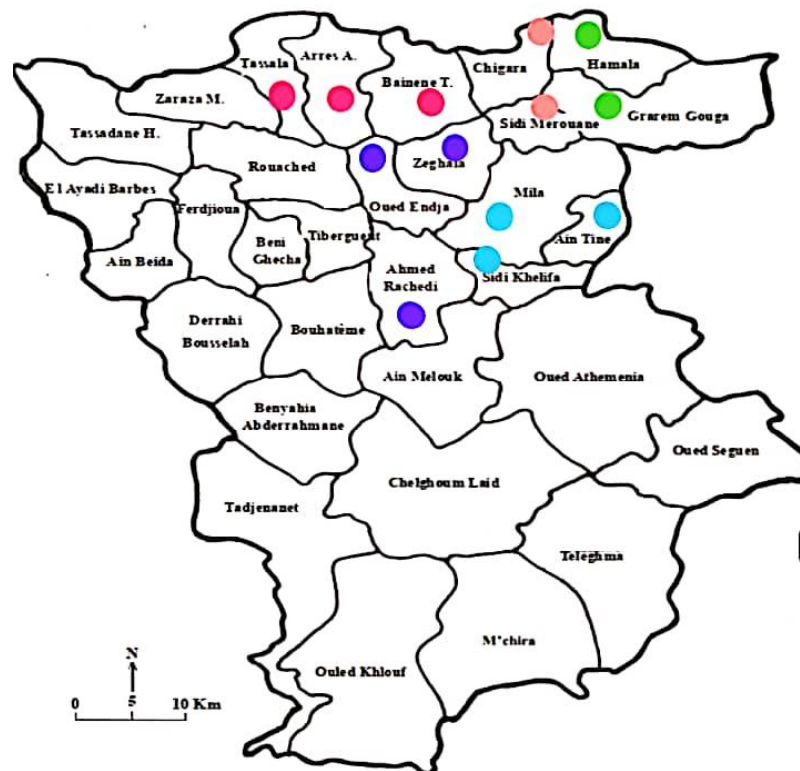 Tassala
Arres A.
Bainene T.
Chigara
Hamala
Zaraza M.
Sidi Merouane
Grarem Gouga
Tassadane H.
Rouached
Zeghaia
El Ayadi Barbes
Ferdjioua
Oued Endja
Mila
Beni
Ghecha
Tiberguent
Ain Tine
Ain Beida
Ahmed
Rachedi
Sidi Khelifa
Derrahi
Bousselah
Bouhatème
Ain Melouk
Oued Athemenia
Benyahia
Abderrahmane
Oued Seguen
Chelghoum Laid
Tadjenanet
Teleghma
M'chira
Ouled Khlouf
N
0 5 10 Km